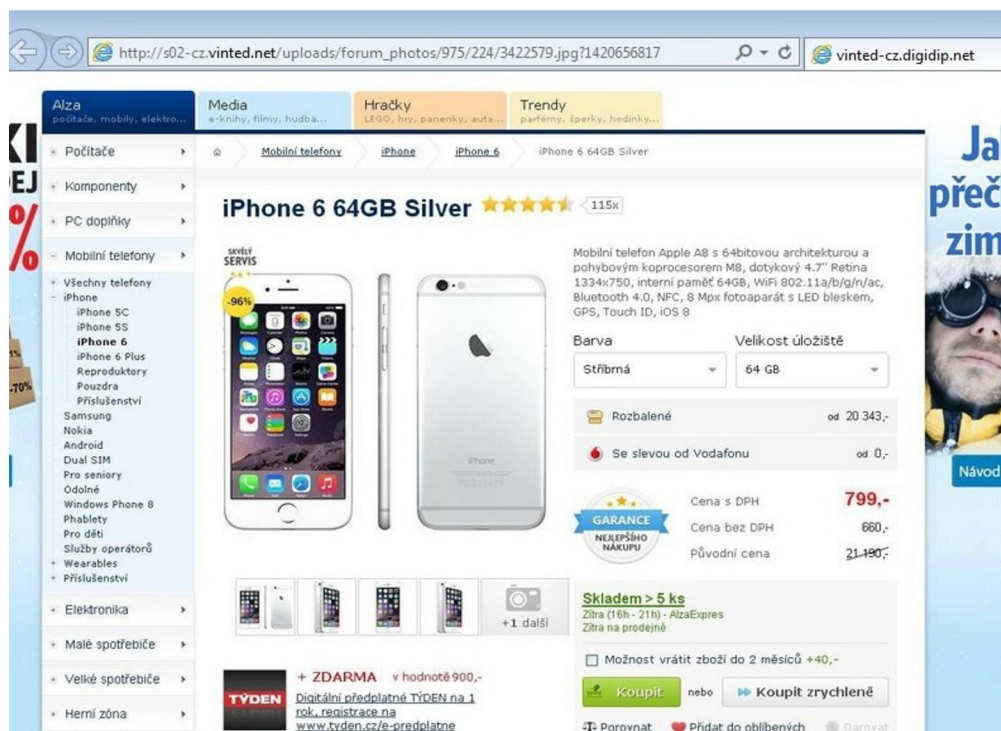 http://s02-cz.vinted.net/uploads/forum_photos/975/224/3422579.jpg?1420656817
vinted-cz.digidip.net
Alza
počítače, mobily, elektro...
Media
e-knihy, filmy, hudba...
Hračky
LEGO, hry, panenky, auta...
Trendy
parfémy, šperky, hodinky...
Počítače
Komponenty
PC doplňky
Mobilní telefony
Všechny telefony
iPhone
iPhone 5C
iPhone 5S
iPhone 6
iPhone 6 Plus
Reproduktory
Pouzdra
Příslušenství
Samsung
Nokia
Android
Dual SIM
Pro seniory
Odolné
Windows Phone 8
Phablety
Pro děti
Služby operátorů
Wearables
Příslušenství
Elektronika
Malé spotřebiče
Velké spotřebiče
Herní zóna
Mobilní telefony
iPhone
iPhone 6
iPhone 6 64GB Silver
iPhone 6 64GB Silver
115x
SKVĚLÝ
SERVIS
-96%
iPhone
+1 další
+ ZDARMA v hodnotě 900,-
TÝDEN
Digitální předplatné TÝDEN na 1
rok, registrace na
www.tyden.cz/e-predplatne
Mobilní telefon Apple A8 s 64bitovou architekturou a
pohybovým koprocesorem M8, dotykový 4.7" Retina
1334x750, interní paměť 64GB, WiFi 802.11a/b/g/n/ac,
Bluetooth 4.0, NFC, 8 Mpx fotoaparát s LED bleskem,
GPS, Touch ID, iOS 8
Barva
Velikost úložiště
Stříbrná
64 GB
Rozbalené od 20 343,-
Se slevou od Vodafonu od 0,-
GARANCE
NEJLEPŠÍHO
NÁKUPU
Cena s DPH 799,-
Cena bez DPH 660,-
Původní cena 21 190,-
Skladem > 5 ks
Zítra (16h - 21h) - AlzaExpres
Zítra na prodejně
Možnost vrátit zboží do 2 měsíců +40,-
Koupit
nebo
Koupit zrychleně
Porovnat
Přidat do oblíbených
Darovat
-70%
Návod